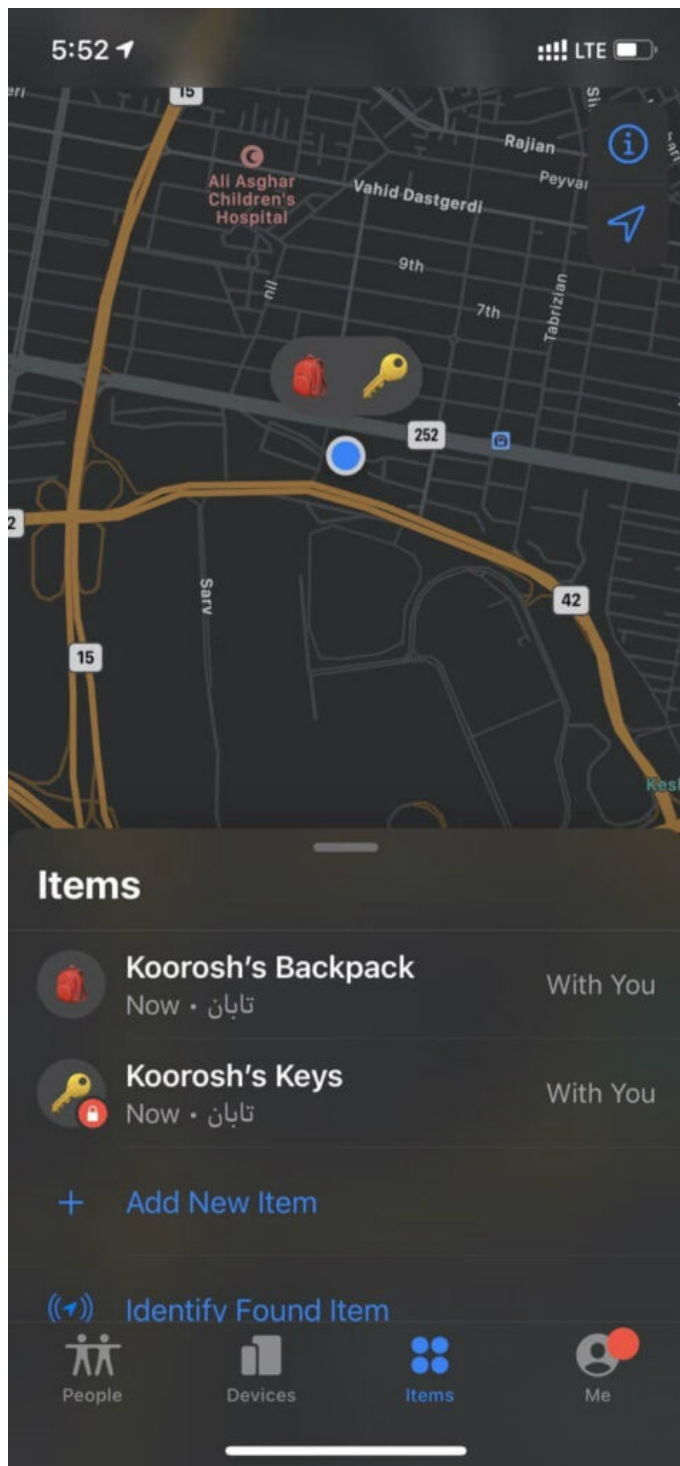 5:52
LTE
15
Rajian
Ali Asghar
Children's
Hospital
Vahid Dastgerdi
9th
7th
Tabrizian
nil
252
Sarv
42
15
Items
Koorosh's Backpack
Now • تابان
With You
Koorosh's Keys
Now • تابان
With You
Add New Item
Identify Found Item
People
Devices
Items
Me